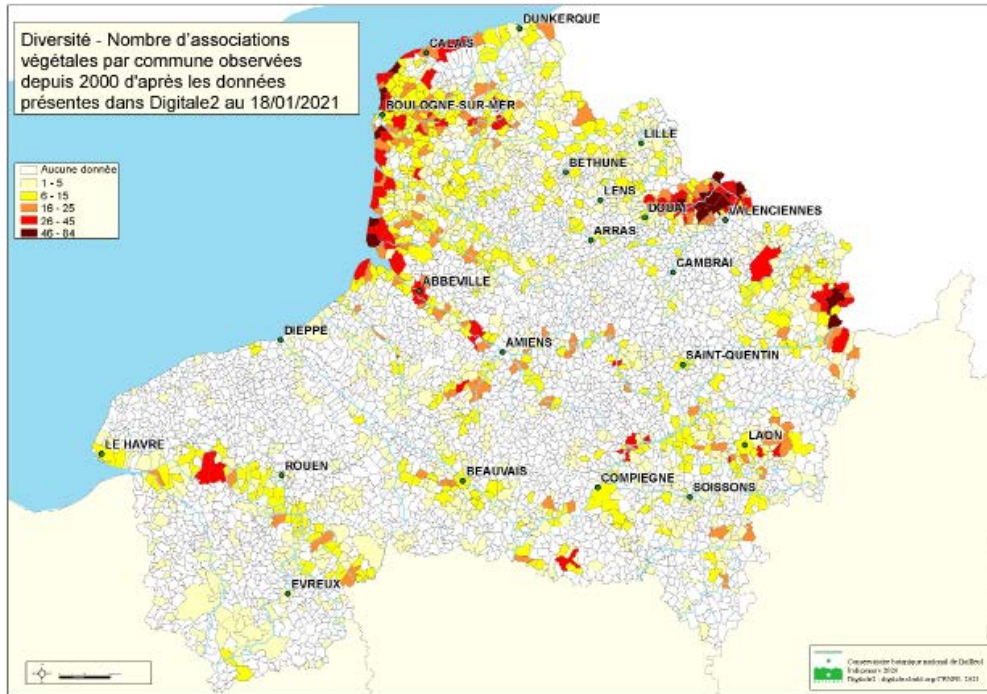 Diversité - Nombre d'associations
végétales par commune observées
depuis 2000 d'après les données
présentes dans Digitale2 au 18/01/2021
DUNKERQUE
CALAIS
BOULOGNE-SUR-MER
LILLE
BETHUNE
LENS
DOUAI
VALENCIENNES
ARRAS
CAMBRAI
ABBEVILLE
DIEPPE
AMIENS
SAINT-QUENTIN
LAON
LE HAVRE
ROUEN
BEAUVAIS
COMPIEGNE
SOISSONS
EVREUX
Aucune donnée
1 - 5
6 - 15
16 - 25
26 - 45
46 - 84
Conservatoire botanique national de Bailleul